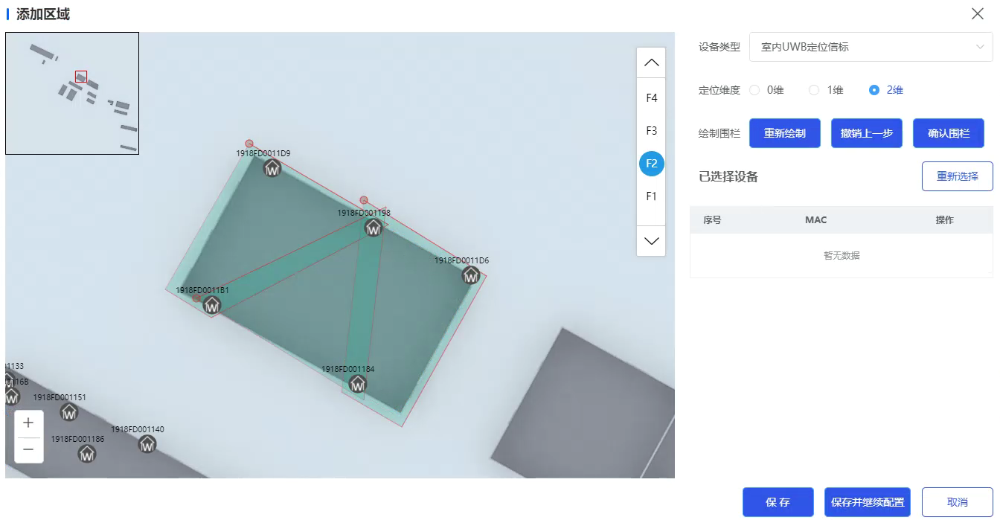 添加区域
设备类型
室内UWB定位信标
定位维度
0维
1维
2维
绘制围栏
重新绘制
撤销上一步
确认围栏
已选择设备
重新选择
序号
MAC
操作
暂无数据
F4
F3
F2
F1
1918FD0011D9
1918FD001198
1918FD0011D6
1918FD0011B1
1918FD001184
1133
116B
1918FD001151
1918FD001140
1918FD001186
+
−
保存
保存并继续配置
取消